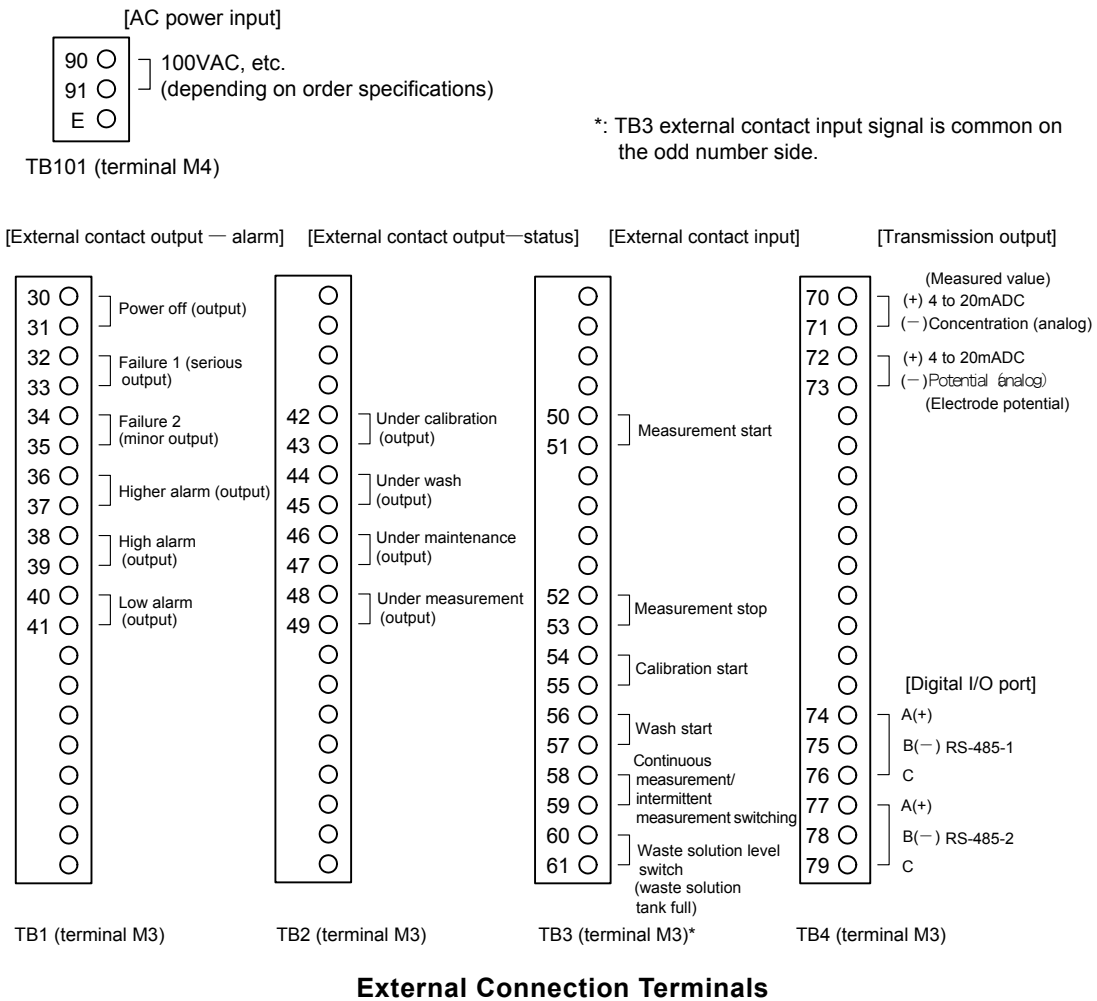 [AC power input]
90
91
E
100VAC, etc.
(depending on order specifications)
TB101 (terminal M4)
*: TB3 external contact input signal is common on
the odd number side.
[External contact output — alarm]
30
31
Power off (output)
32
33
Failure 1 (serious
output)
34
35
Failure 2
(minor output)
36
37
Higher alarm (output)
38
39
High alarm
(output)
40
41
Low alarm
(output)
TB1 (terminal M3)
[External contact output—status]
42
43
Under calibration
(output)
44
45
Under wash
(output)
46
47
Under maintenance
(output)
48
49
Under measurement
(output)
TB2 (terminal M3)
[External contact input]
50
51
Measurement start
52
53
Measurement stop
54
55
Calibration start
56
57
Wash start
58
59
Continuous
measurement/
intermittent
measurement switching
60
61
Waste solution level
switch
(waste solution
tank full)
TB3 (terminal M3)*
[Transmission output]
(Measured value)
70 (+) 4 to 20mADC
71 (—) Concentration (analog)
72 (+) 4 to 20mADC
73 (—) Potential (analog)
(Electrode potential)
[Digital I/O port]
74 A(+)
75 B(—) RS-485-1
76 C
77 A(+)
78 B(—) RS-485-2
79 C
TB4 (terminal M3)
External Connection Terminals